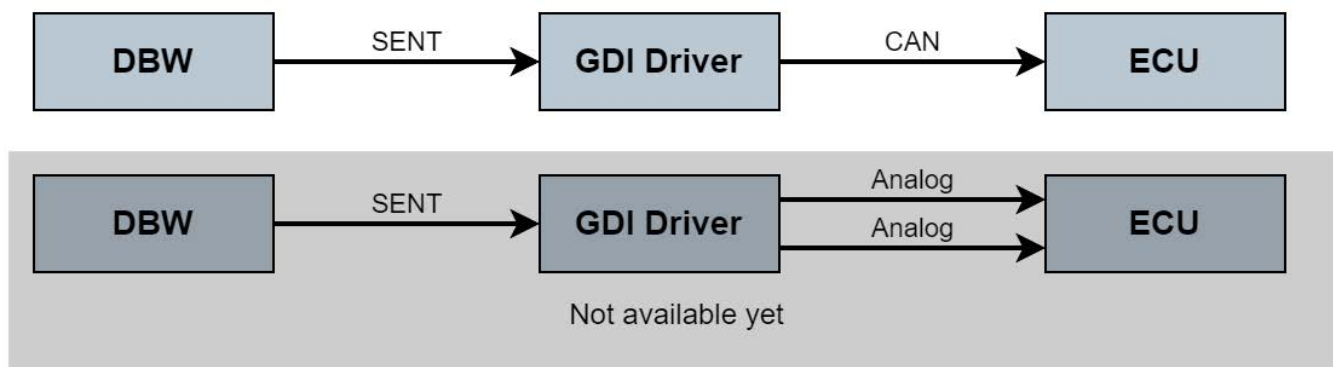 SENT CAN
DBW GDI Driver ECU
Analog
SENT
DBW GDI Driver ECU
Analog
Not available yet